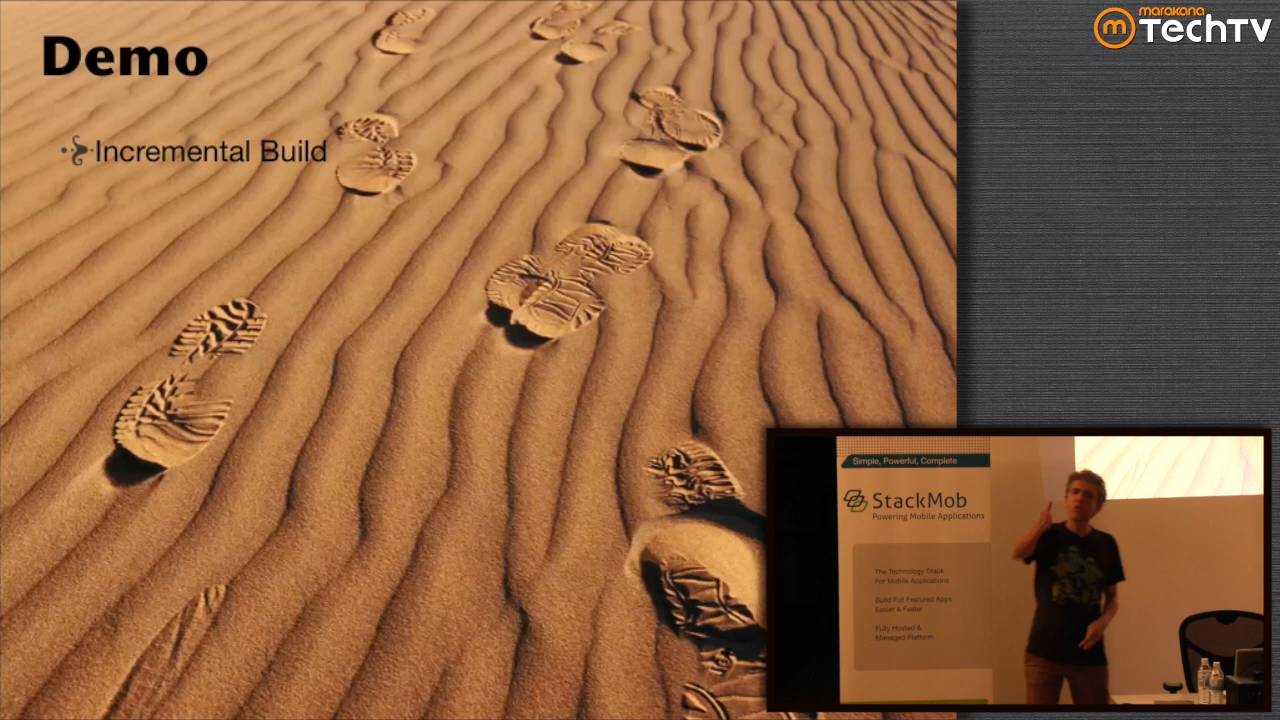 Demo
Incremental Build
marakana
TechTV
Simple, Powerful, Complete
StackMob
Powering Mobile Applications
The Technology Stack
For Mobile Applications
Build Full Featured Apps
Easier & Faster
Fully Hosted &
Managed Platform